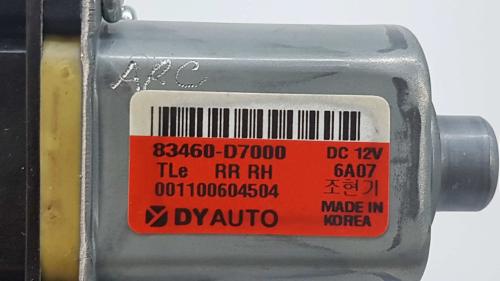 ARC
83460-D7000 DC 12V
TLe RR RH 6A07
001100604504 조현기
DYAUTO MADE IN KOREA